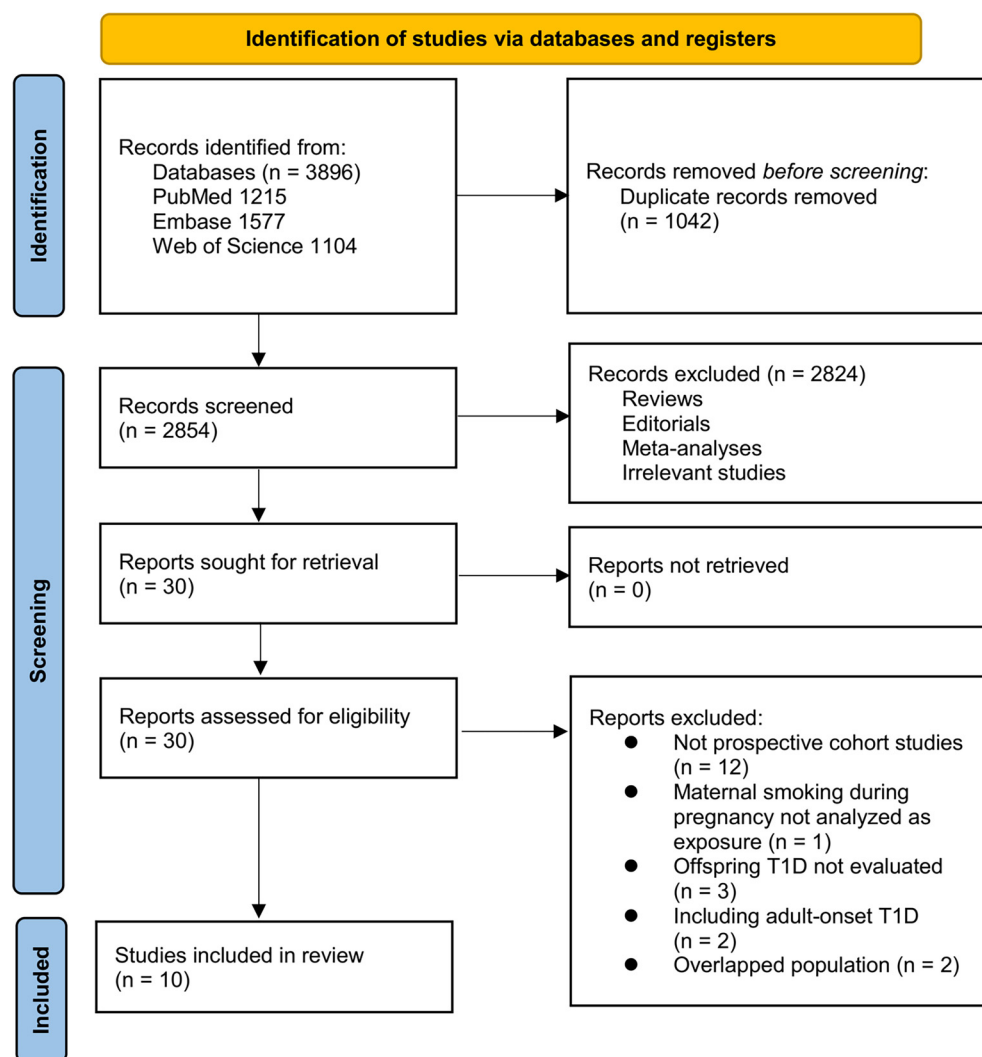 Identification of studies via databases and registers
Identification
Records identified from:
Databases (n = 3896)
PubMed 1215
Embase 1577
Web of Science 1104
Records removed before screening:
Duplicate records removed
(n = 1042)
Screening
Records screened
(n = 2854)
Records excluded (n = 2824)
Reviews
Editorials
Meta-analyses
Irrelevant studies
Reports sought for retrieval
(n = 30)
Reports not retrieved
(n = 0)
Reports assessed for eligibility
(n = 30)
Reports excluded:
● Not prospective cohort studies
(n = 12)
● Maternal smoking during
pregnancy not analyzed as
exposure (n = 1)
● Offspring T1D not evaluated
(n = 3)
● Including adult-onset T1D
(n = 2)
● Overlapped population (n = 2)
Included
Studies included in review
(n = 10)